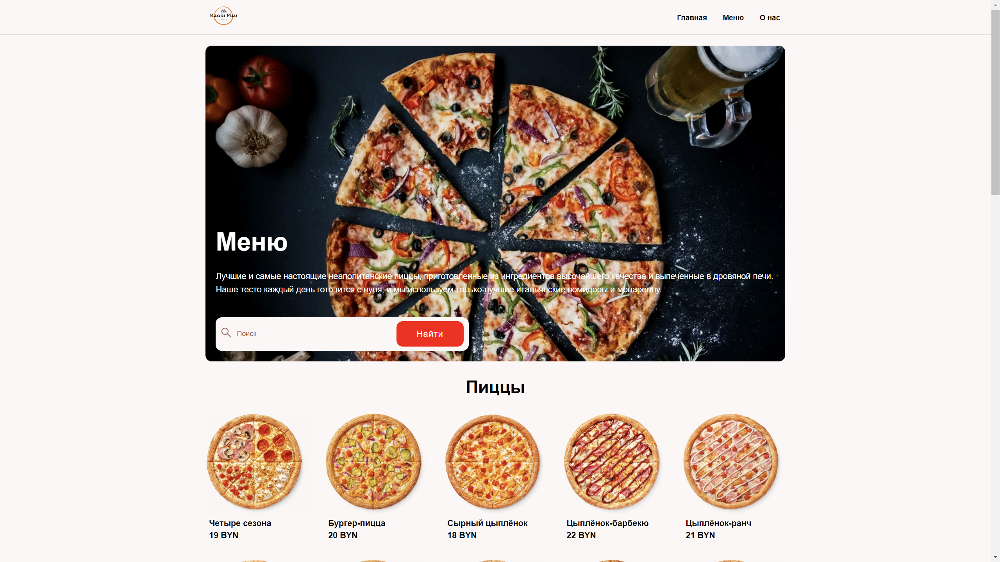 KAORI MAU
Главная
Меню
О нас
Меню
Лучшие и самые настоящие неаполитанские пиццы, приготовленные из ингредиентов высочайшего качества и выпеченные в дровяной печи.
Наше тесто каждый день готовится с нуля, и мы используем только лучшие итальянские помидоры и моцареллу.
Поиск
Найти
Пиццы
Четыре сезона
19 BYN
Бургер-пицца
20 BYN
Сырный цыплёнок
18 BYN
Цыплёнок-барбекю
22 BYN
Цыплёнок-ранч
21 BYN